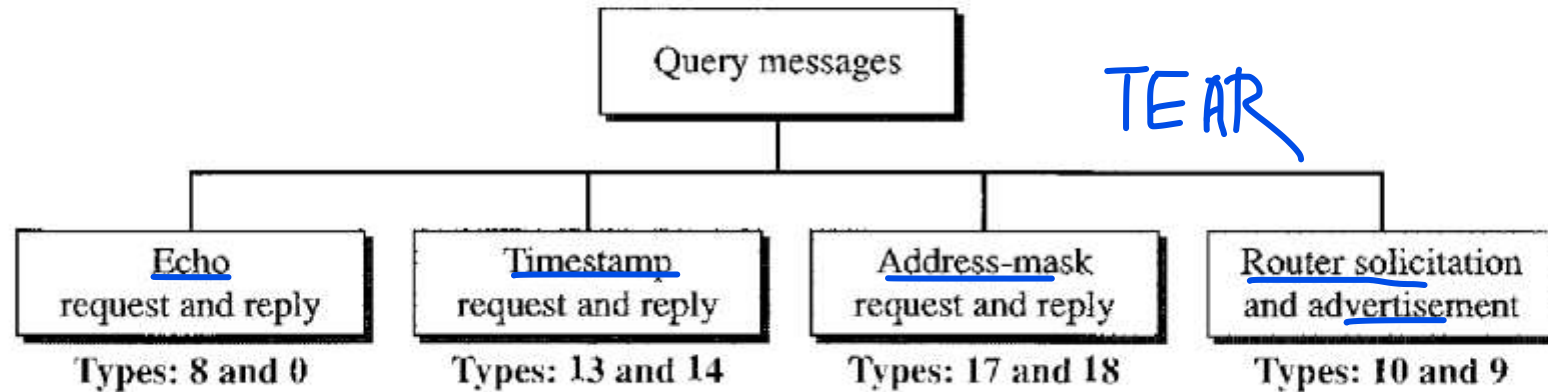 Query messages
TEAR
Echo
request and reply
Types: 8 and 0
Timestamp
request and reply
Types: 13 and 14
Address-mask
request and reply
Types: 17 and 18
Router solicitation
and advertisement
Types: 10 and 9